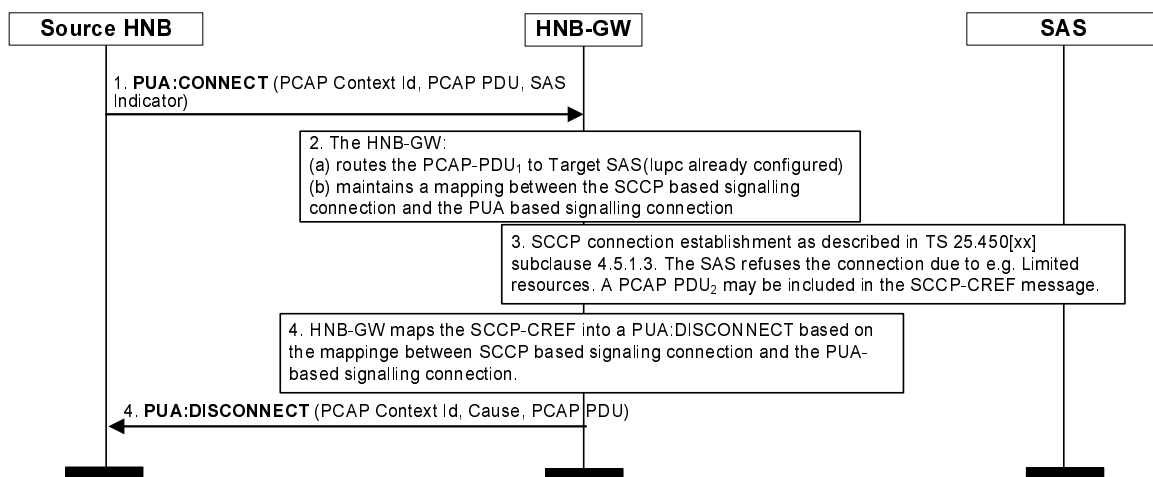 Source HNB
HNB-GW
SAS
1. PUA:CONNECT (PCAP Context Id, PCAP PDU, SAS
Indicator)
2. The HNB-GW:
(a) routes the PCAP-PDU₁ to Target SAS(Iupc already configured)
(b) maintains a mapping between the SCCP based signalling
connection and the PUA based signalling connection
3. SCCP connection establishment as described in TS 25.450[xx]
subclause 4.5.1.3. The SAS refuses the connection due to e.g. Limited
resources. A PCAP PDU₂ may be included in the SCCP-CREF message.
4. HNB-GW maps the SCCP-CREF into a PUA:DISCONNECT based on
the mappinge between SCCP based signaling connection and the PUA-
based signalling connection.
4. PUA:DISCONNECT (PCAP Context Id, Cause, PCAP PDU)